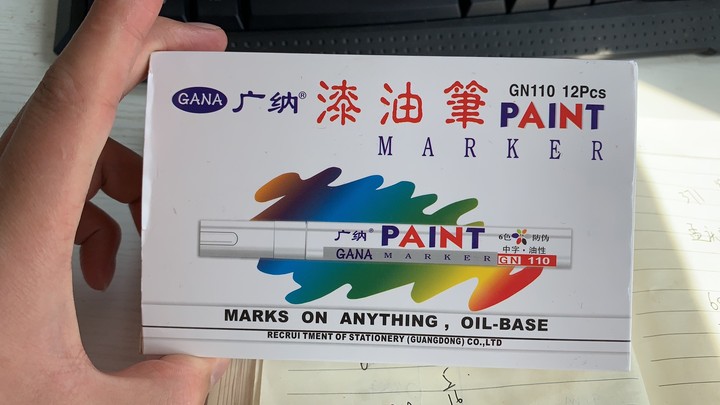 GANA 广纳® 漆油筆 GN110 12Pcs
PAINT
MARKER
广纳® PAINT 6色 防伪
GANA MARKER 中字·油性
GN 110
MARKS ON ANYTHING , OIL-BASE
RECRUI TMENT OF STATIONERY (GUANGDONG) CO.,LTD